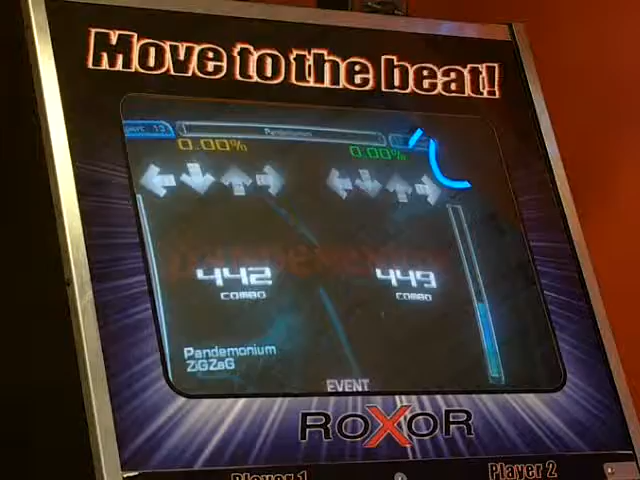 Move to the beat!
Pandemonium
0.00%
0.00%
442
COMBO
449
COMBO
Pandemonium
ZiGZaG
EVENT
ROXOR
Player 1
Player 2